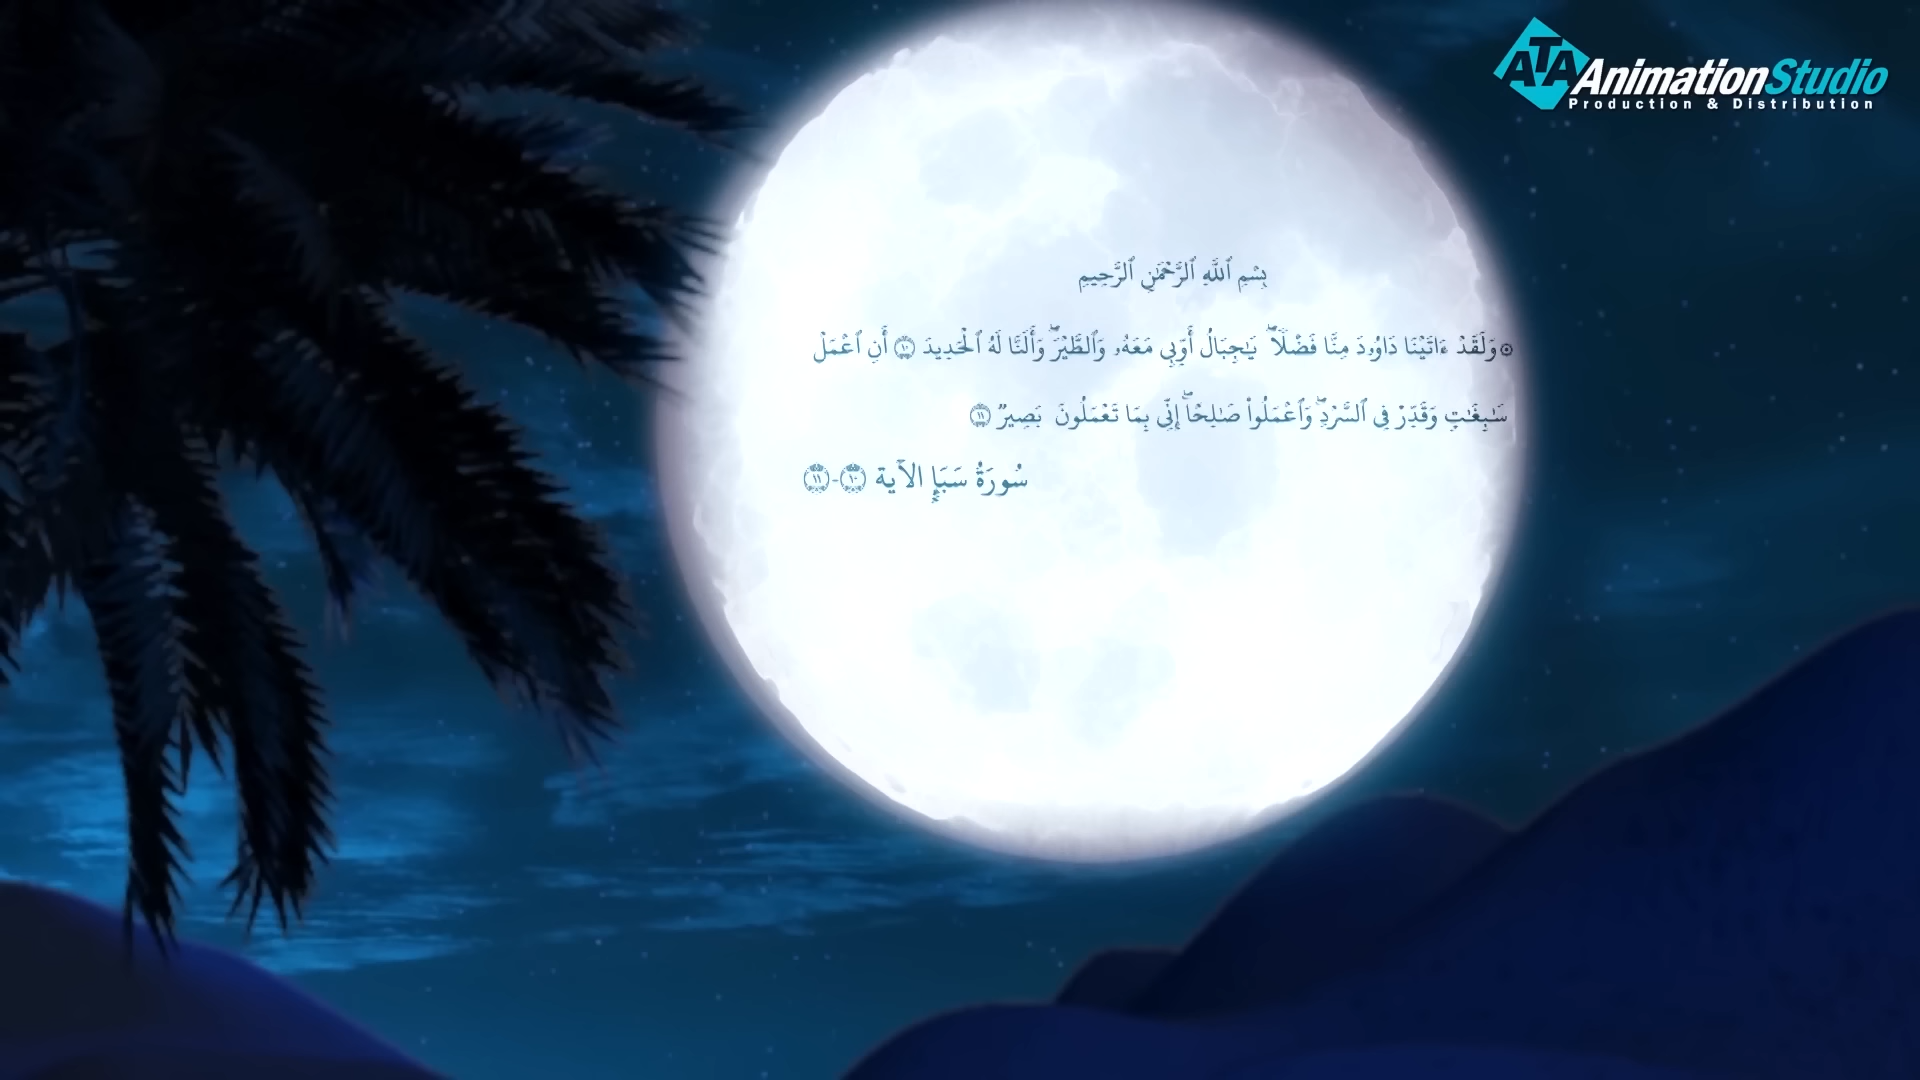 ATA AnimationStudio
Production & Distribution
بِسْمِ ٱللَّهِ ٱلرَّحْمَٰنِ ٱلرَّحِيمِ
۞ وَلَقَدْ ءَاتَيْنَا دَاوُۥدَ مِنَّا فَضْلًاۖ يَٰجِبَالُ أَوِّبِى مَعَهُۥ وَٱلطَّيْرَۖ وَأَلَنَّا لَهُ ٱلْحَدِيدَ ١٠ أَنِ ٱعْمَلْ
سَٰبِغَٰتٍ وَقَدِّرْ فِى ٱلسَّرْدِۖ وَٱعْمَلُوا۟ صَٰلِحًاۖ إِنِّى بِمَا تَعْمَلُونَ بَصِيرٌ ١١
سُورَةُ سَبَإٍ الآية ١٠-١١